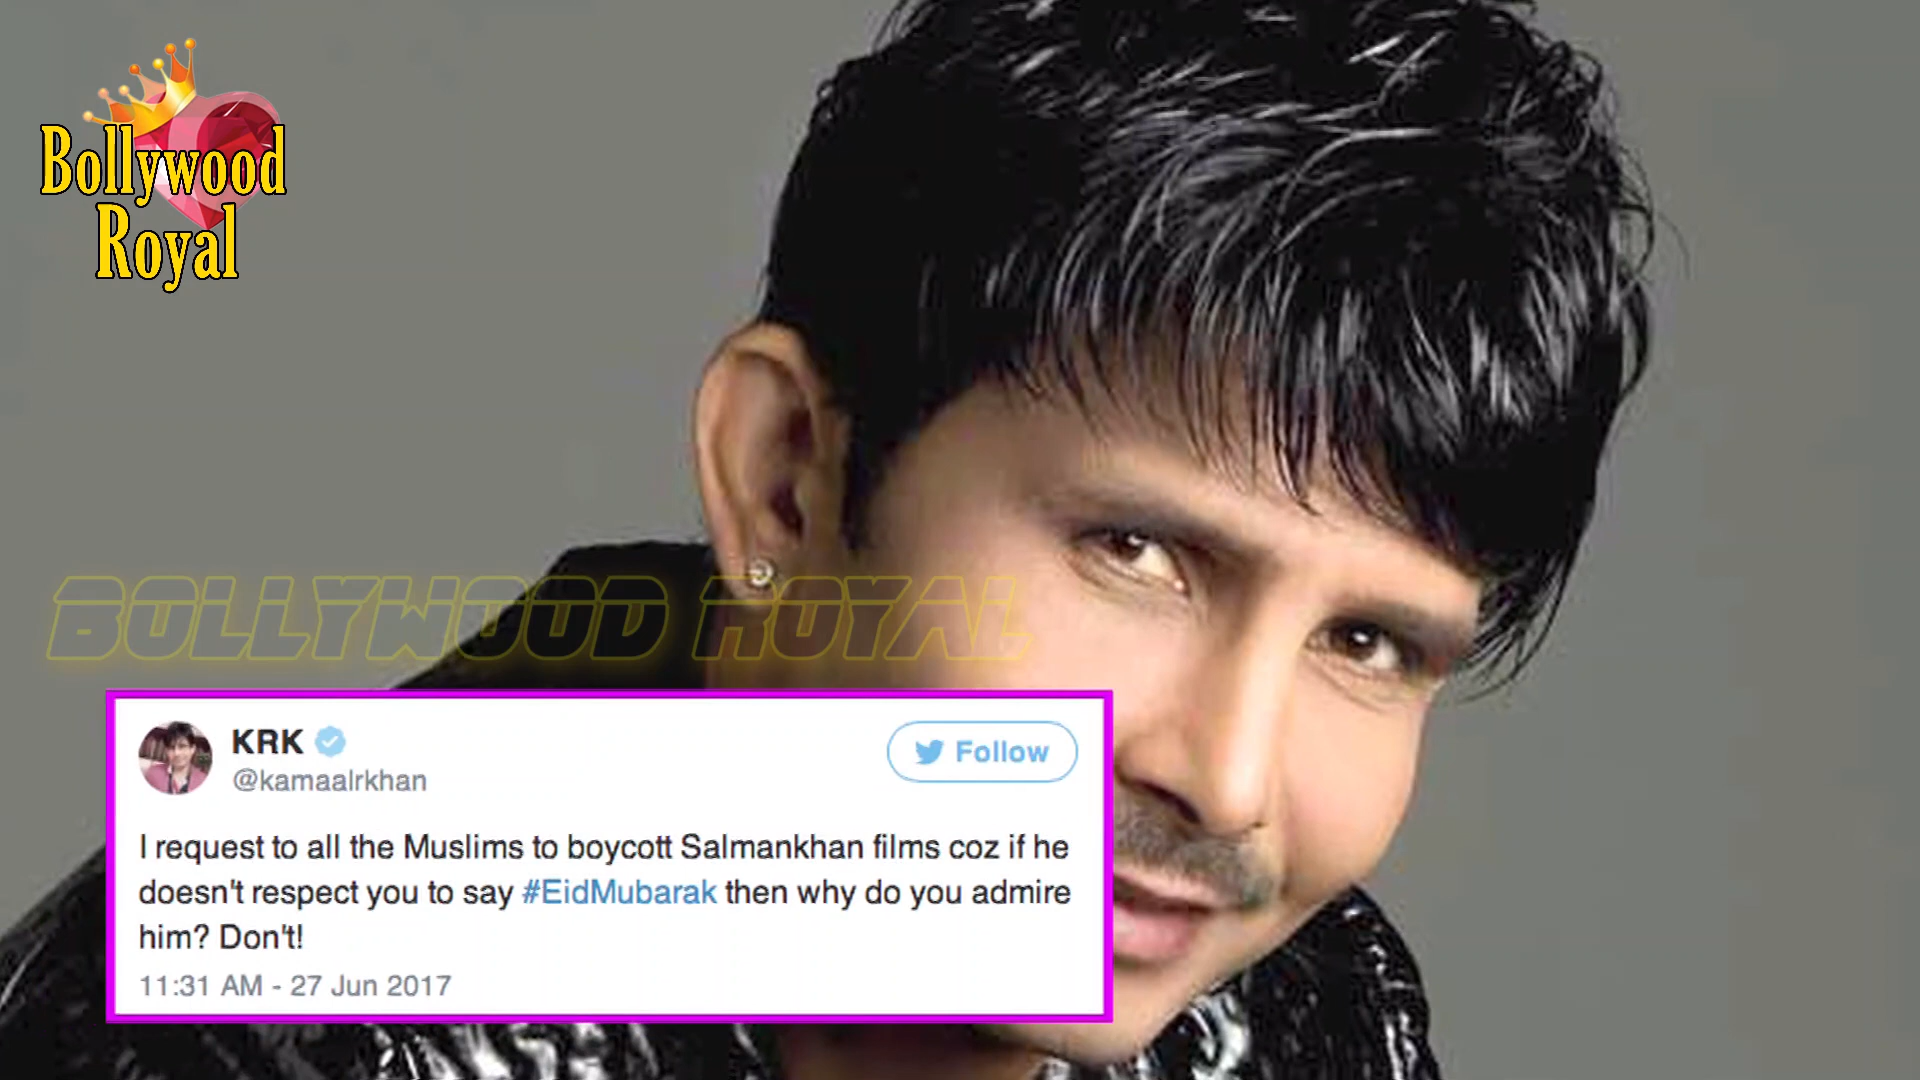 Bollywood
Royal
BOLLYWOOD ROYAL
KRK
@kamaalrkhan
Follow
I request to all the Muslims to boycott Salmankhan films coz if he
doesn't respect you to say #EidMubarak then why do you admire
him? Don't!
11:31 AM - 27 Jun 2017